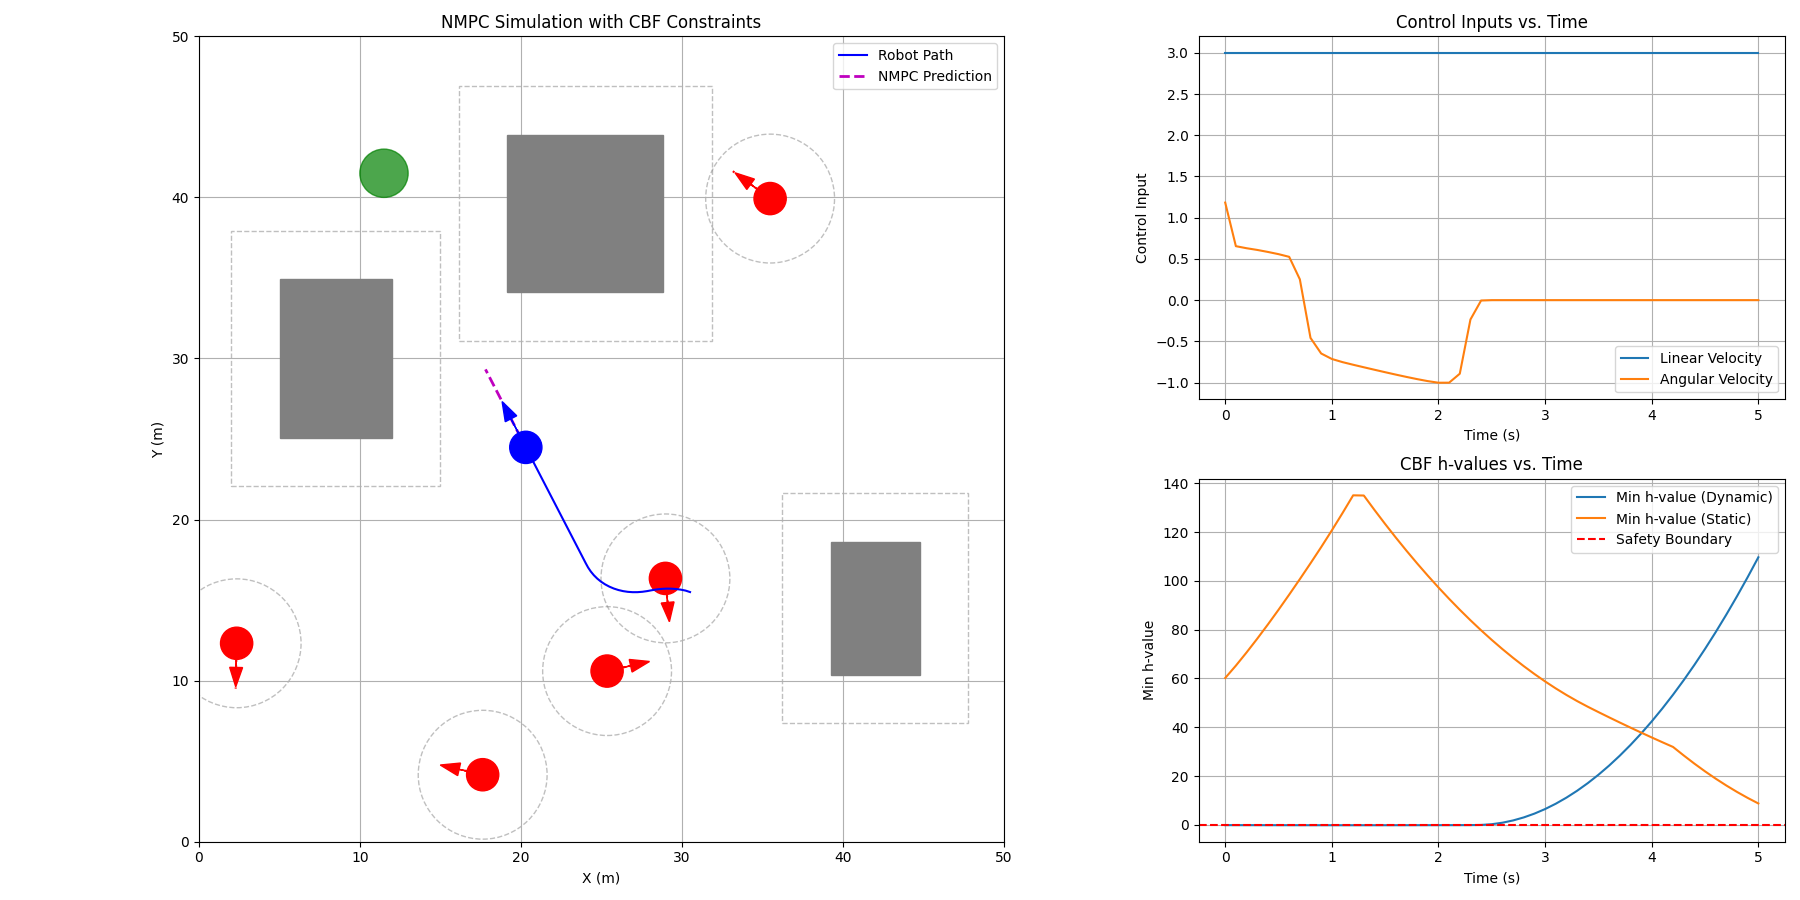 NMPC Simulation with CBF Constraints
50
40
30
20
10
0
Y (m)
0 10 20 30 40 50
X (m)
Robot Path
NMPC Prediction
Control Inputs vs. Time
3.0
2.5
2.0
1.5
1.0
0.5
0.0
−0.5
−1.0
Control Input
Linear Velocity
Angular Velocity
0 1 2 3 4 5
Time (s)
CBF h-values vs. Time
140
120
100
80
60
40
20
0
Min h-value
Min h-value (Dynamic)
Min h-value (Static)
Safety Boundary
0 1 2 3 4 5
Time (s)